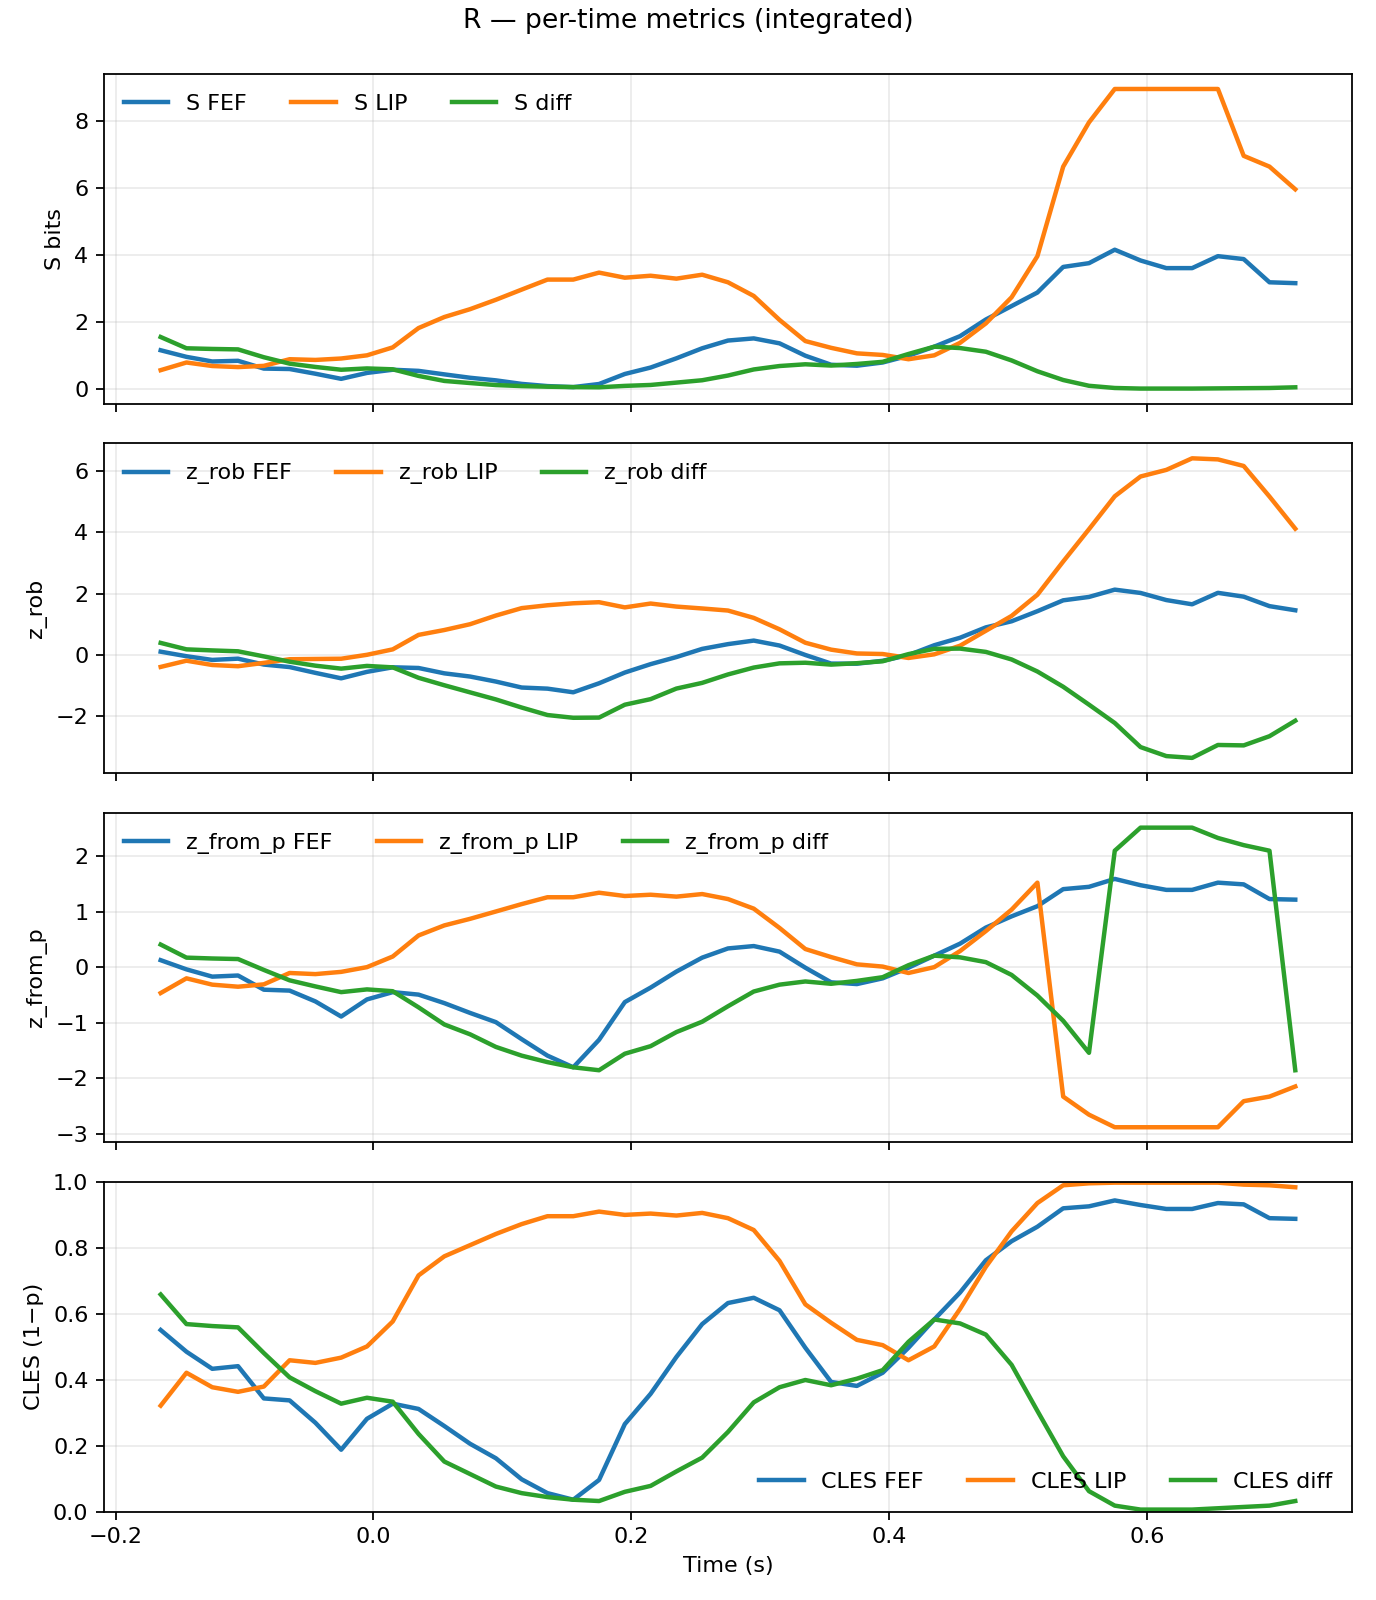 R — per-time metrics (integrated)
S FEF S LIP S diff
8
6
4
2
0
S bits
z_rob FEF z_rob LIP z_rob diff
6
4
2
0
−2
z_rob
z_from_p FEF z_from_p LIP z_from_p diff
2
1
0
−1
−2
−3
z_from_p
1.0
0.8
0.6
0.4
0.2
0.0
CLES (1−p)
CLES FEF CLES LIP CLES diff
−0.2 0.0 0.2 0.4 0.6
Time (s)